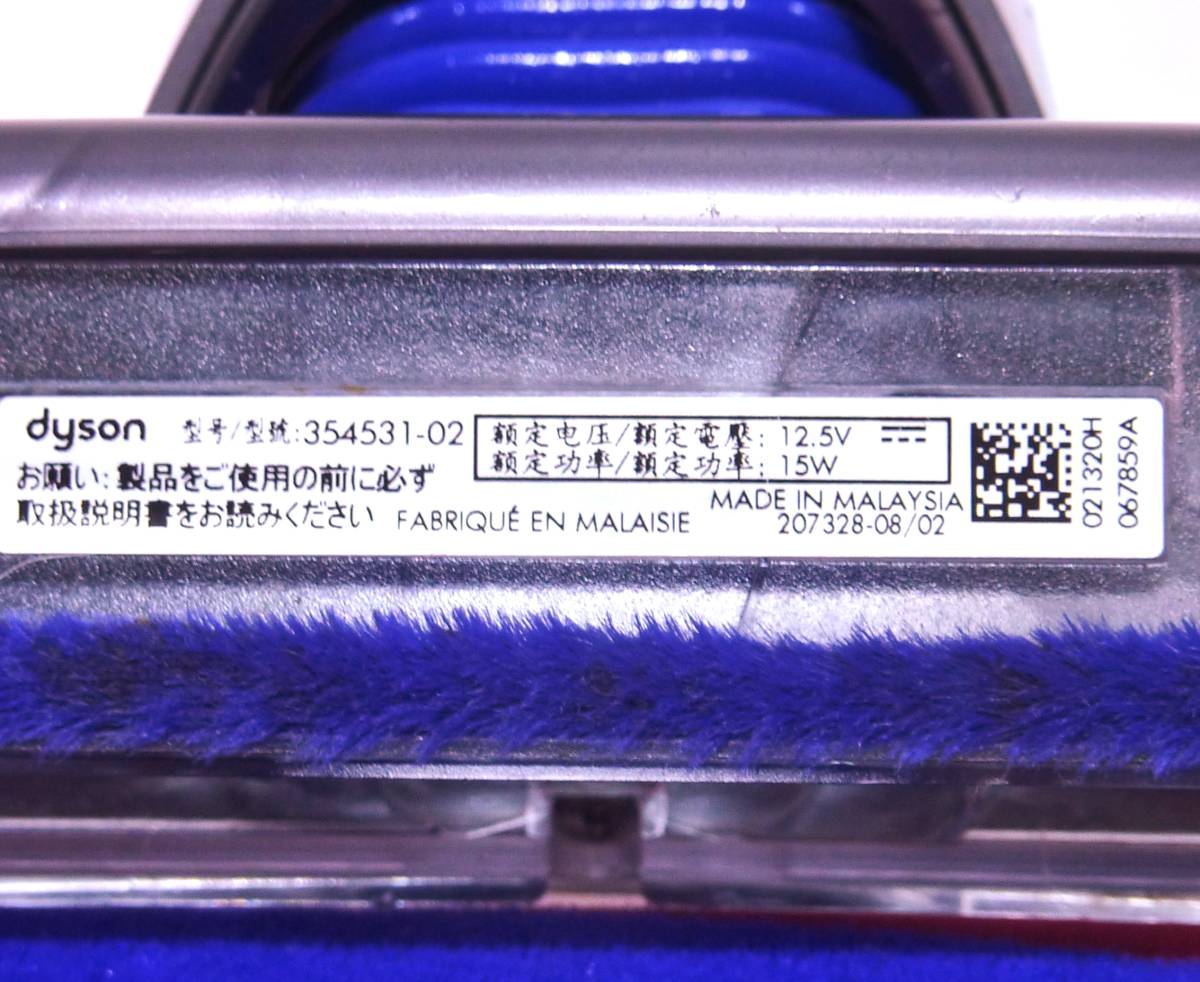 dyson 型号/型號:354531-02
額定电压/額定電壓: 12.5V
額定功率/額定功率: 15W
お願い: 製品をご使用の前に必ず
取扱説明書をお読みください
FABRIQUÉ EN MALAISIE
MADE IN MALAYSIA
207328-08/02
021320H
067859A